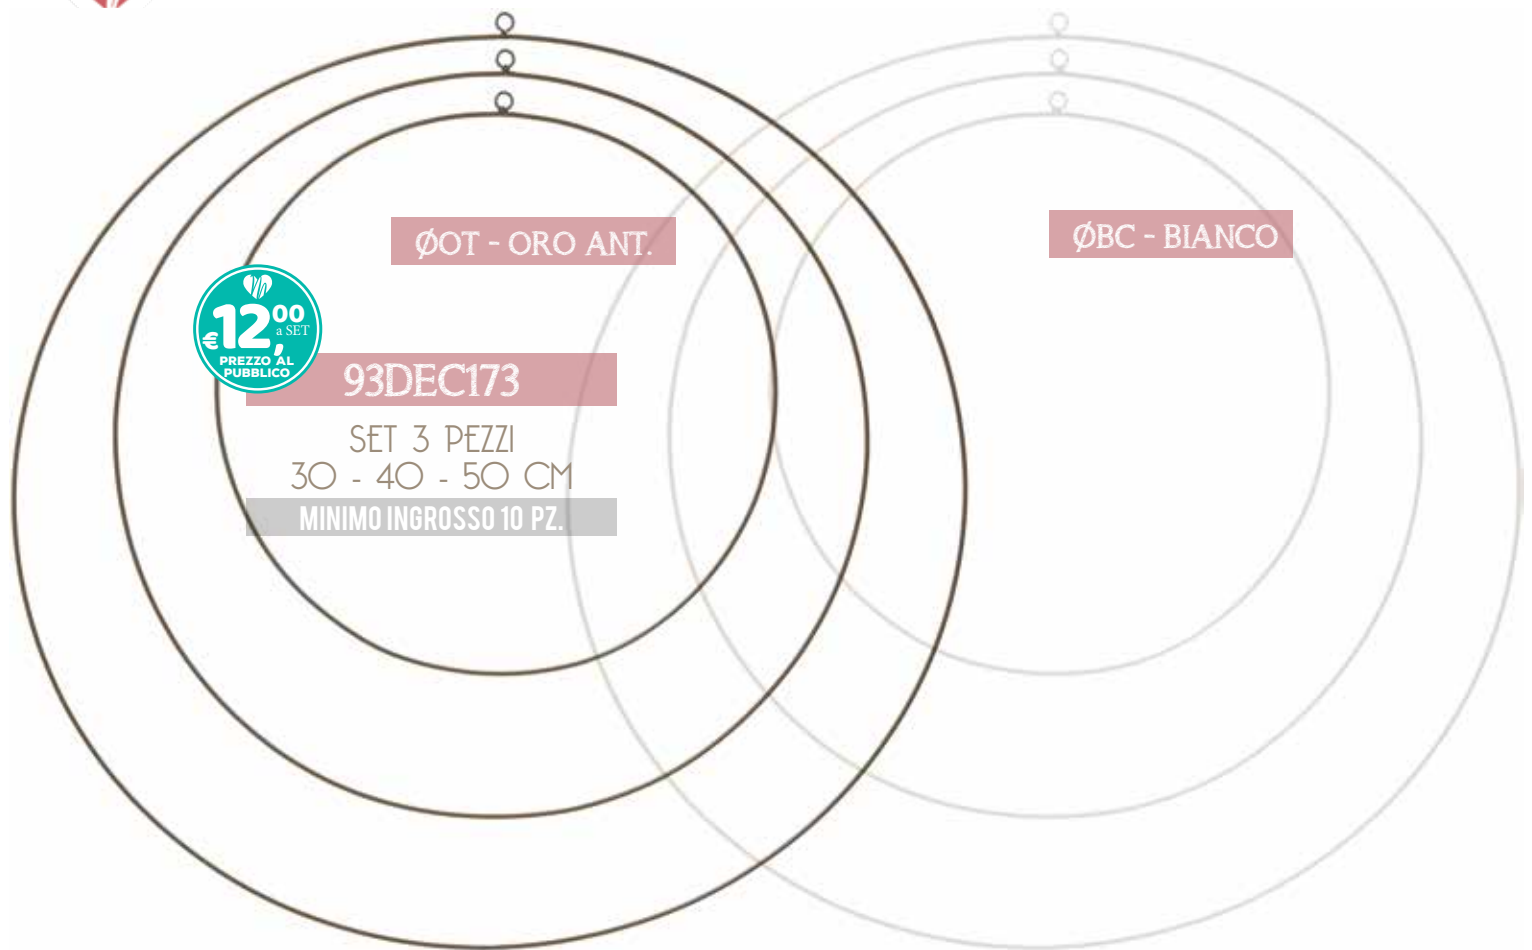 ØOT - ORO ANT.
ØBC - BIANCO
€12,00
a SET
PREZZO AL
PUBBLICO
93DEC173
SET 3 PEZZI
30 - 40 - 50 CM
MINIMO INGROSSO 10 PZ.